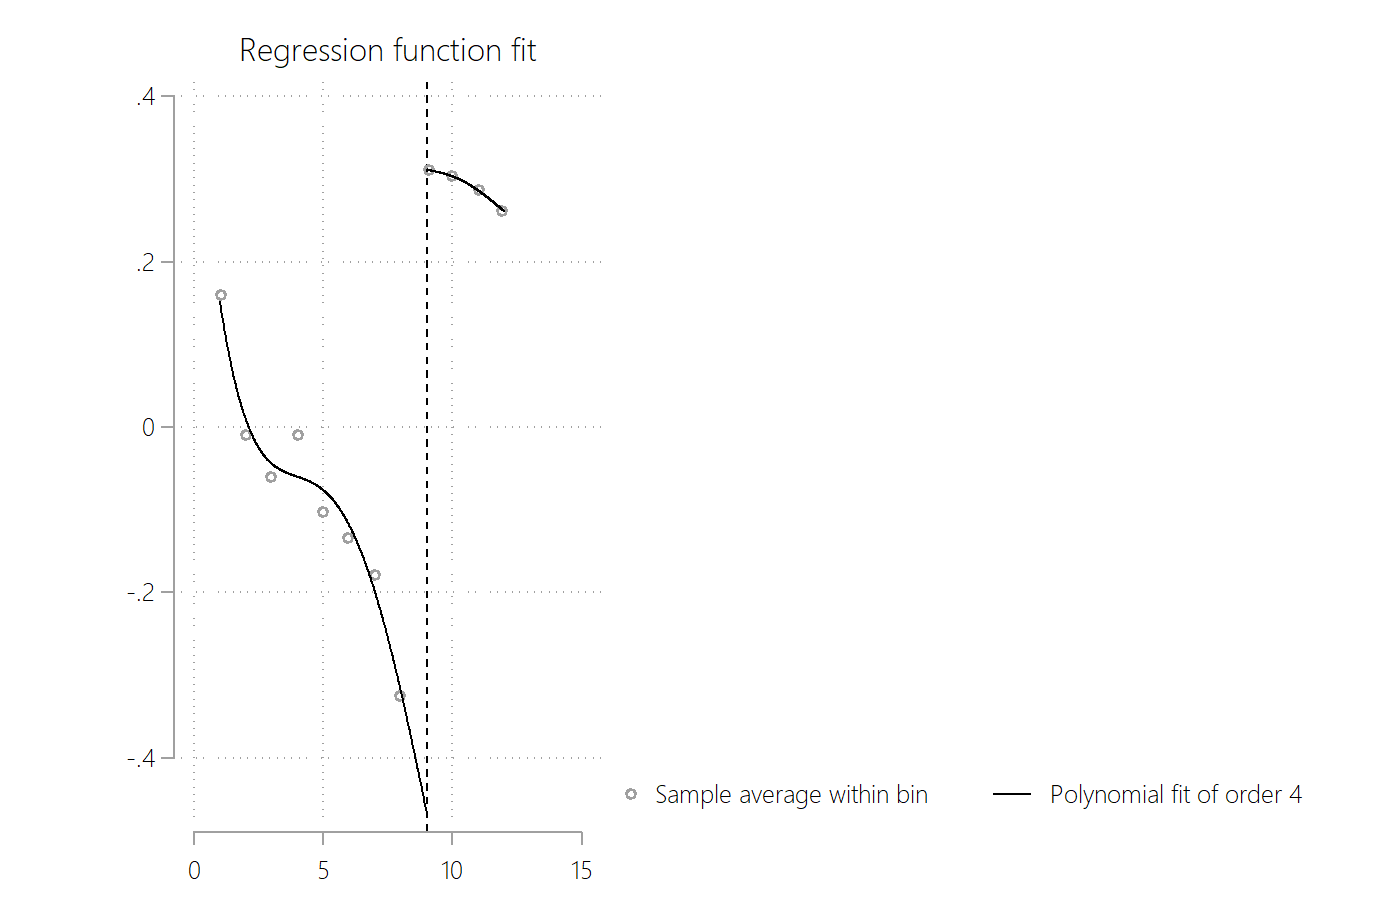 Regression function fit
.4
.2
0
-.2
-.4
0 5 10 15
Sample average within bin
Polynomial fit of order 4